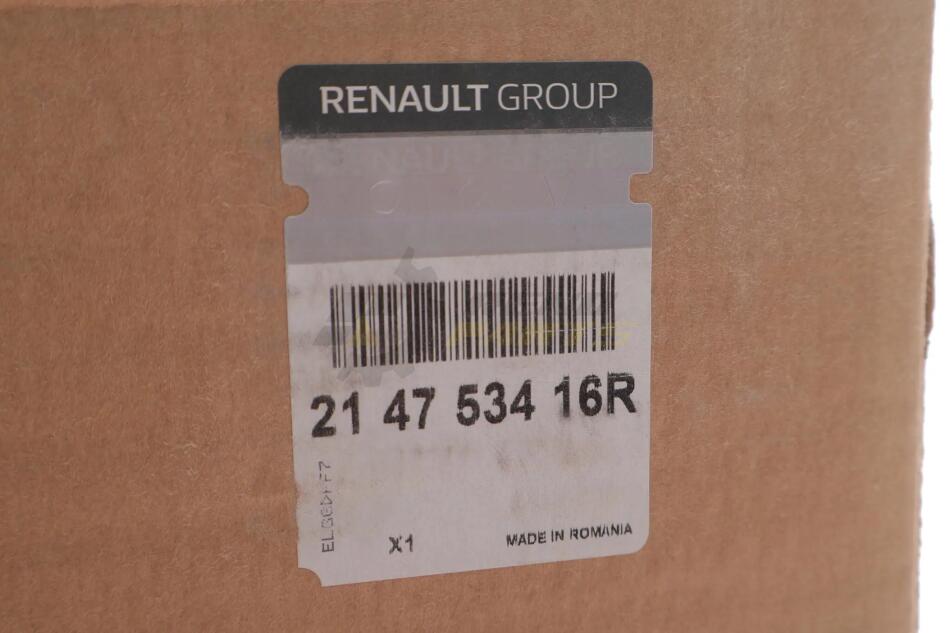 RENAULT GROUP
21 47 534 16R
X1
MADE IN ROMANIA